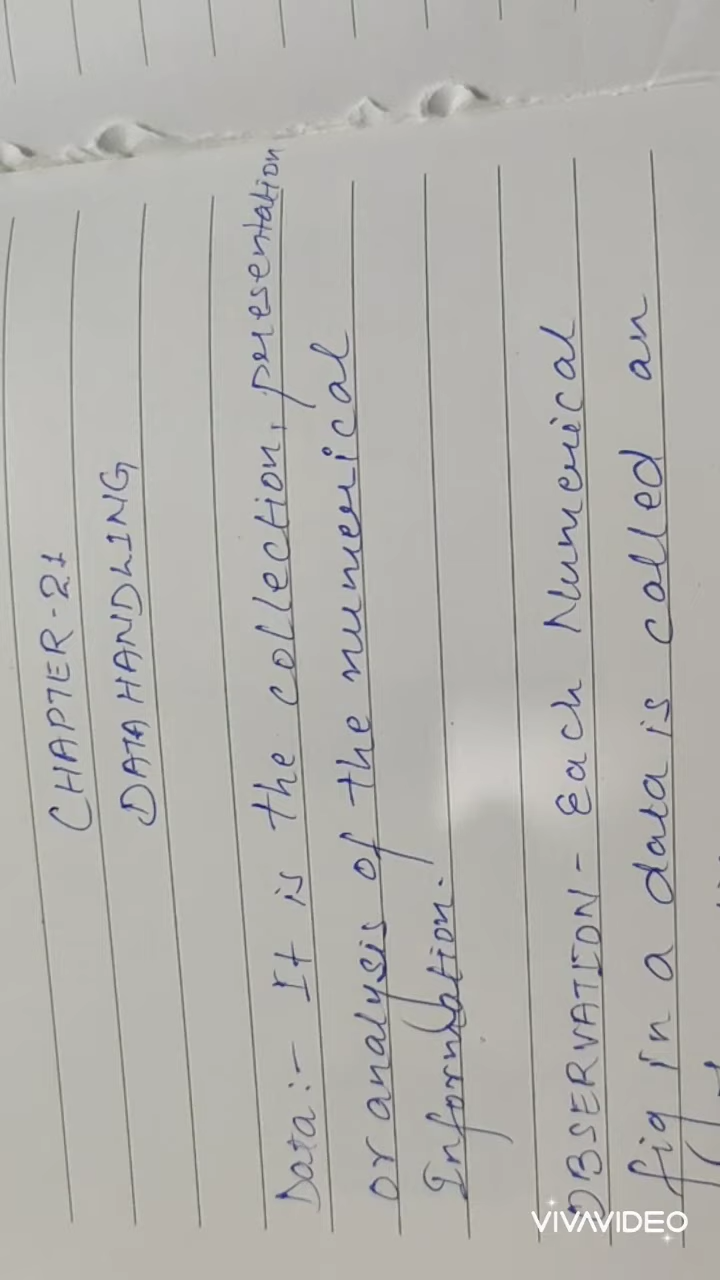 CHAPTER-21
DATA HANDLING
Data:- It is the collection, presentation
or analysis of the numerical
Information.
OBSERVATION- Each Numerical
fig in a data is called an
VIVAVIDEO